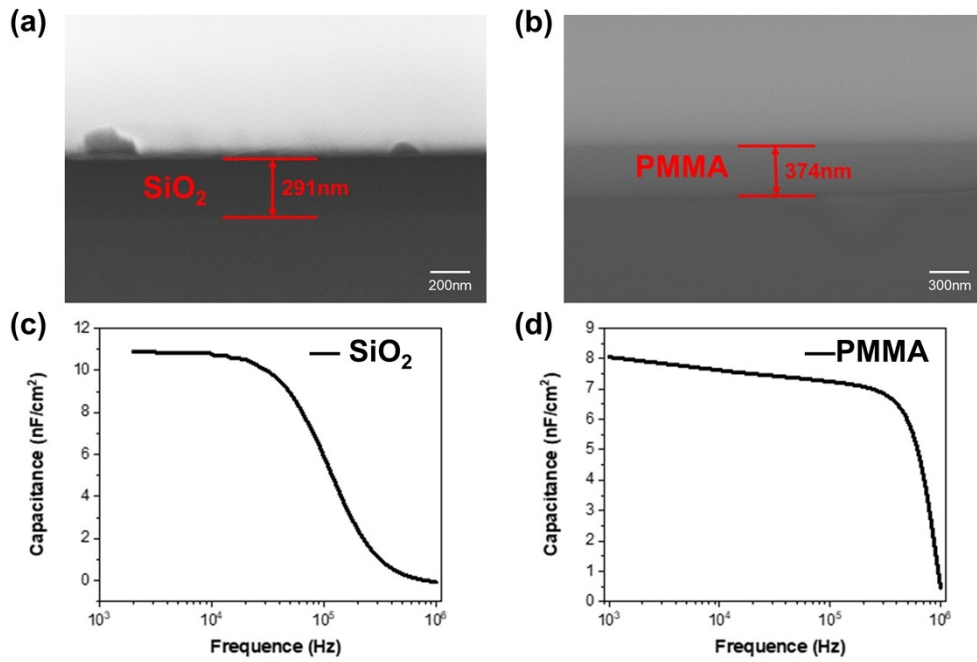 (a)
SiO₂
291nm
200nm
(b)
PMMA
374nm
300nm
(c)
12
10
8
6
4
2
0
Capacitance (nF/cm²)
SiO₂
10³
10⁴
10⁵
10⁶
Frequence (Hz)
(d)
9
8
7
6
5
4
3
2
1
0
Capacitance (nF/cm²)
PMMA
10³
10⁴
10⁵
10⁶
Frequence (Hz)